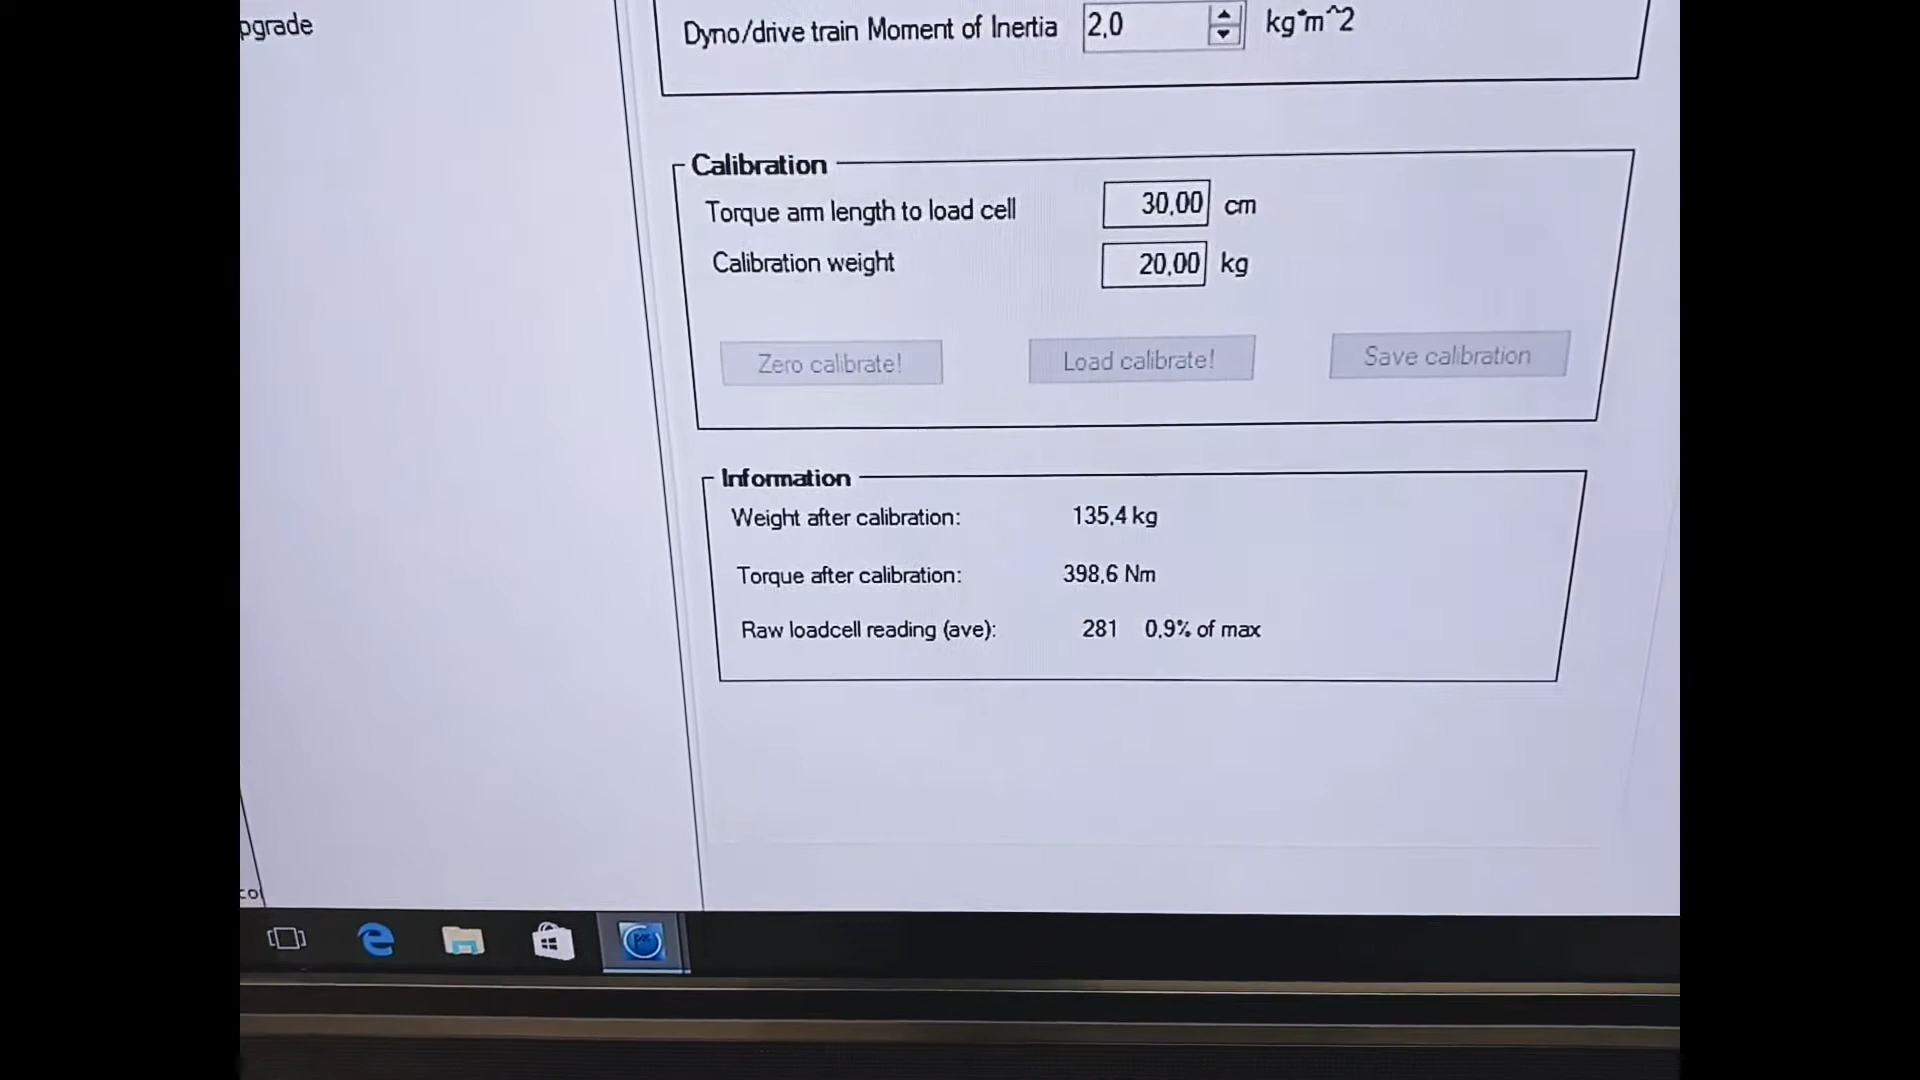 pgrade
Dyno/drive train Moment of Inertia 2,0 kg*m^2
Calibration
Torque arm length to load cell 30,00 cm
Calibration weight 20,00 kg
Zero calibrate! Load calibrate! Save calibration
Information
Weight after calibration: 135,4 kg
Torque after calibration: 398,6 Nm
Raw loadcell reading (ave): 281 0,9% of max